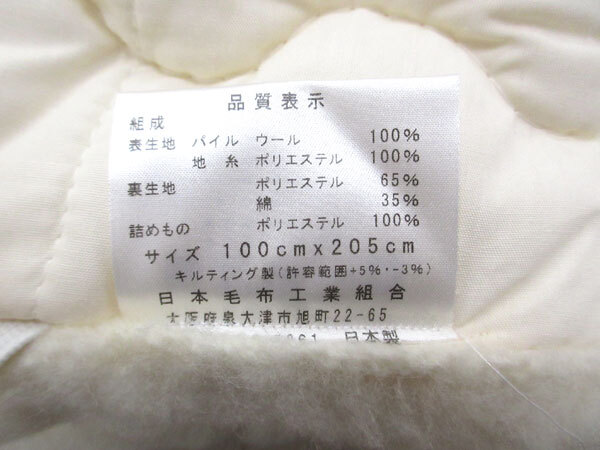 品質表示
組成
表生地 パイル ウール 100%
地糸 ポリエステル 100%
裏生地 ポリエステル 65%
綿 35%
詰めもの ポリエステル 100%
サイズ 100cm×205cm
キルティング製(許容範囲+5%・-3%)
日本毛布工業組合
大阪府泉大津市旭町22-65
日本製